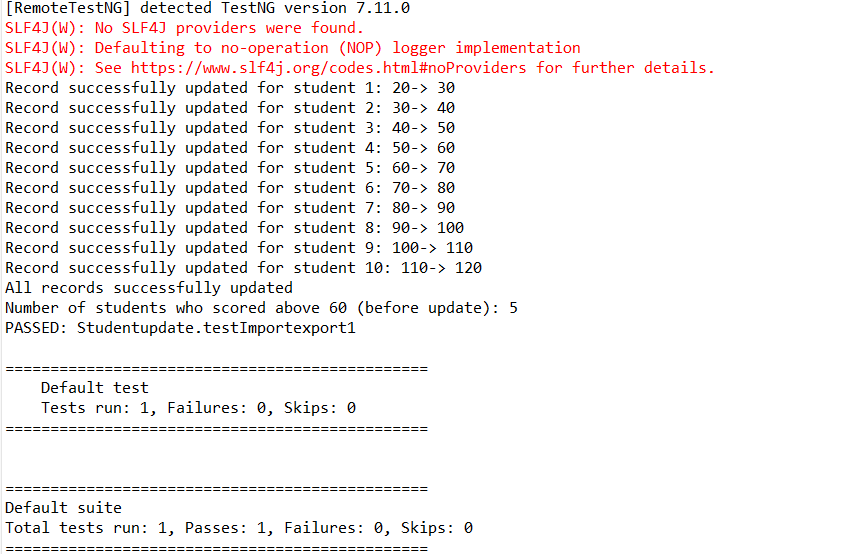 [RemoteTestNG] detected TestNG version 7.11.0
SLF4J(W): No SLF4J providers were found.
SLF4J(W): Defaulting to no-operation (NOP) logger implementation
SLF4J(W): See https://www.slf4j.org/codes.html#noProviders for further details.
Record successfully updated for student 1: 20-> 30
Record successfully updated for student 2: 30-> 40
Record successfully updated for student 3: 40-> 50
Record successfully updated for student 4: 50-> 60
Record successfully updated for student 5: 60-> 70
Record successfully updated for student 6: 70-> 80
Record successfully updated for student 7: 80-> 90
Record successfully updated for student 8: 90-> 100
Record successfully updated for student 9: 100-> 110
Record successfully updated for student 10: 110-> 120
All records successfully updated
Number of students who scored above 60 (before update): 5
PASSED: Studentupdate.testImportexport1
===============================================
Default test
Tests run: 1, Failures: 0, Skips: 0
===============================================
===============================================
Default suite
Total tests run: 1, Passes: 1, Failures: 0, Skips: 0
===============================================